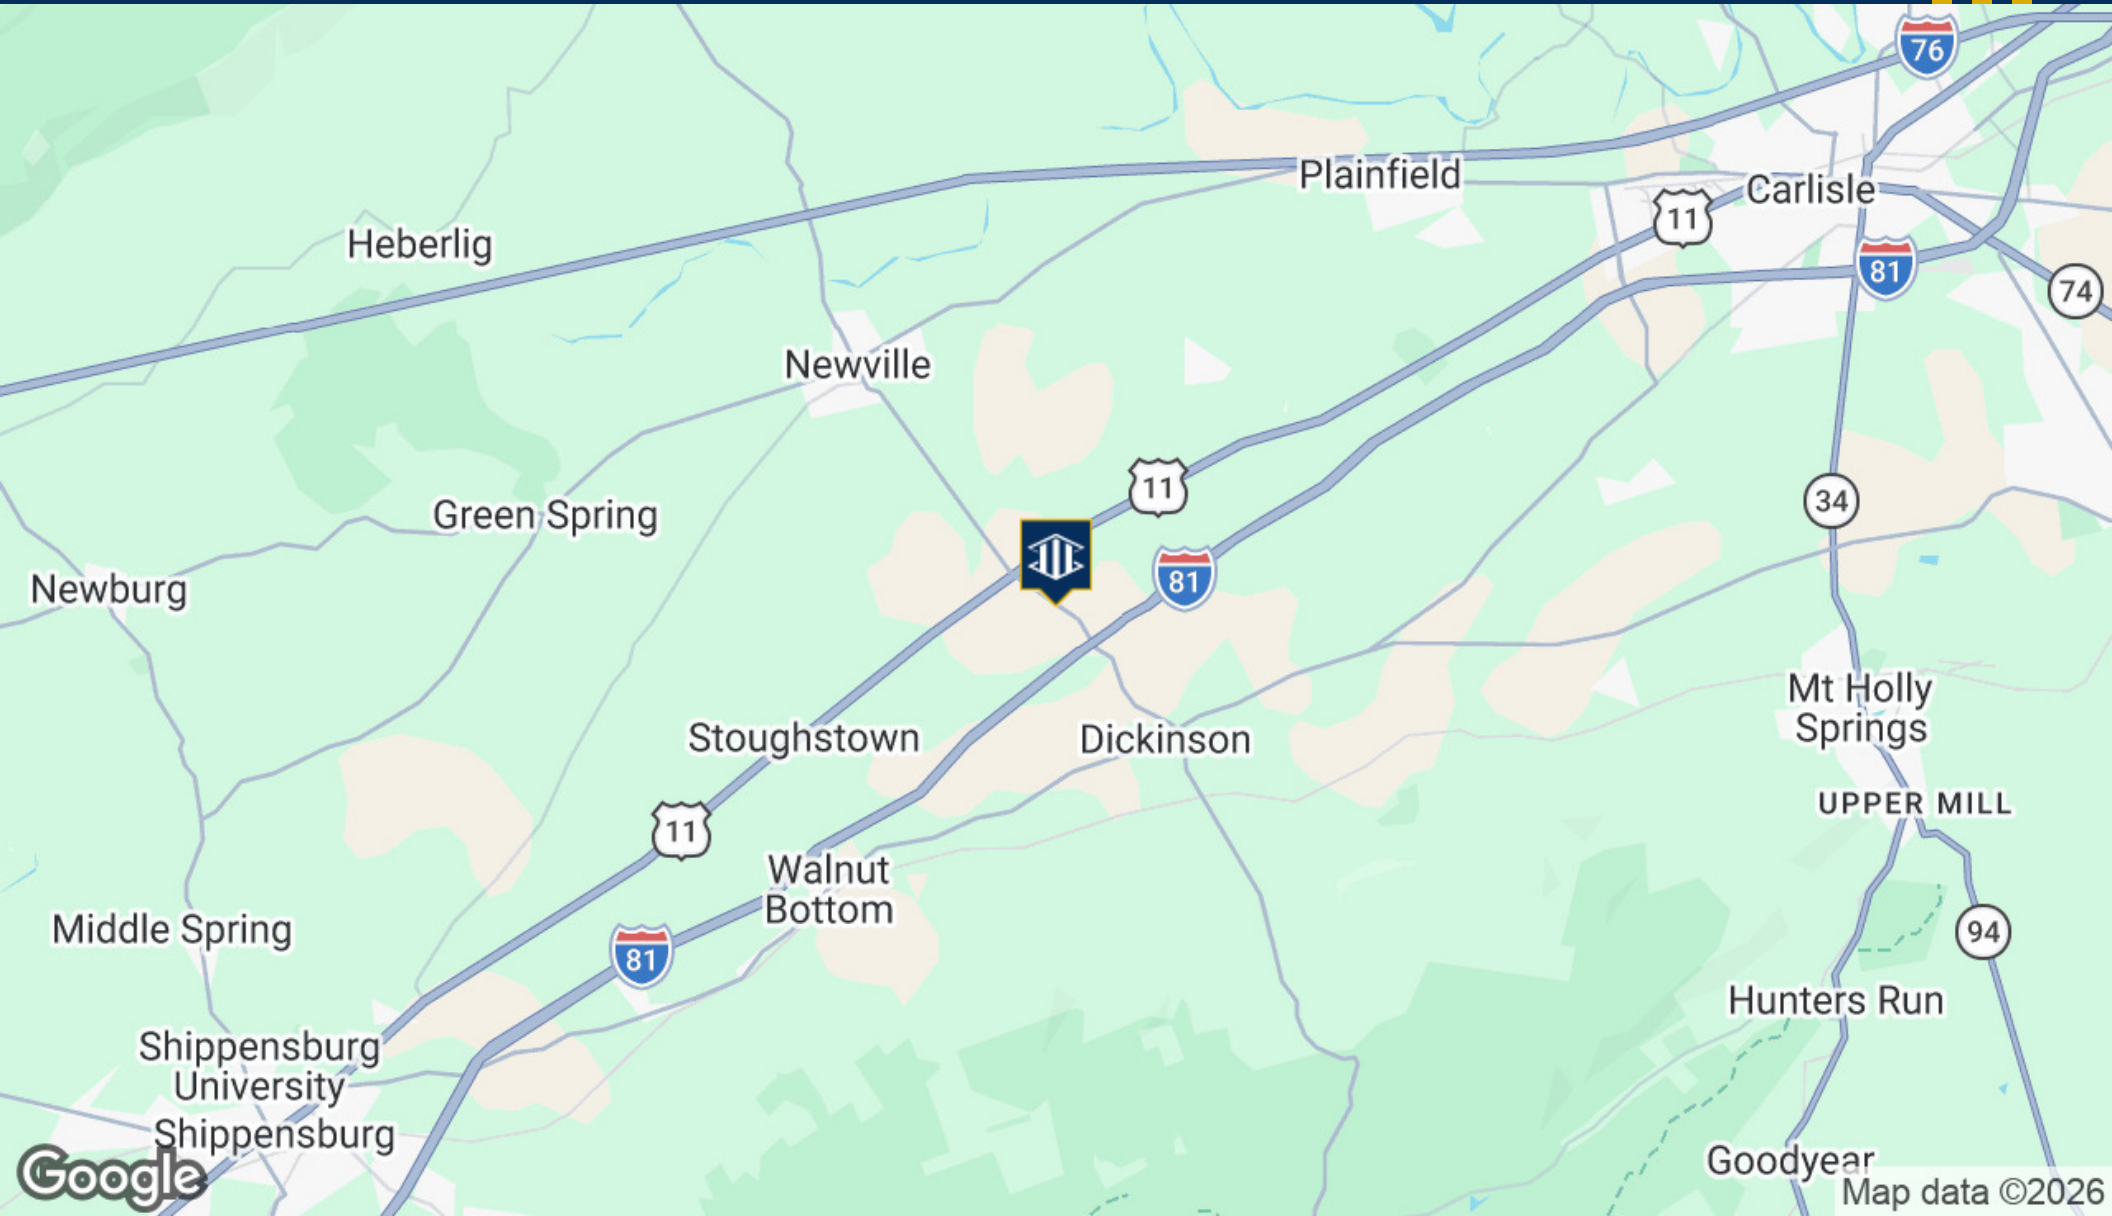 76
Plainfield
Carlisle
11
Heberlig
81
74
Newville
11
34
Green Spring
81
Newburg
Mt Holly
Springs
Stoughstown
Dickinson
UPPER MILL
11
Walnut
Bottom
Middle Spring
81
94
Hunters Run
Shippensburg
University
Shippensburg
Goodyear
Google
Map data ©2026